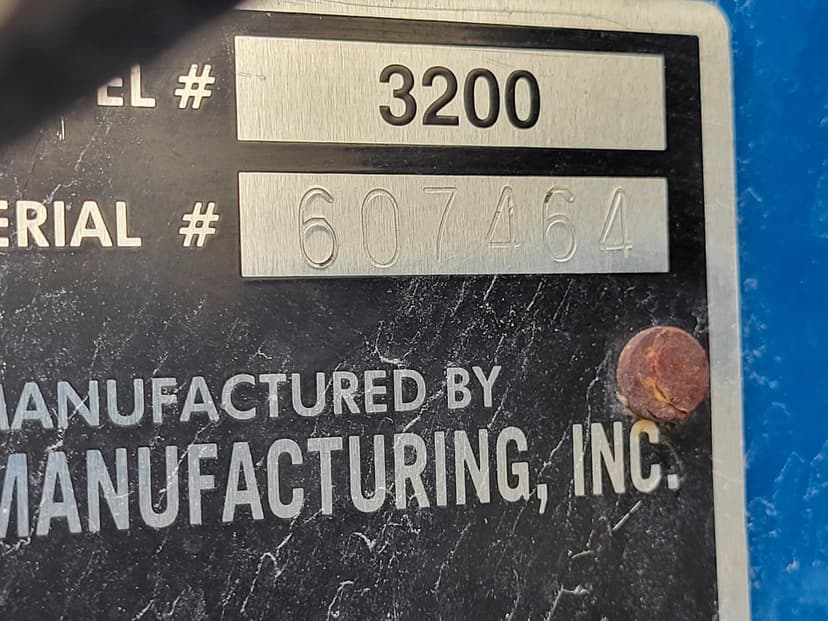 EL # 3200
ERIAL # 607464
MANUFACTURED BY
MANUFACTURING, INC.